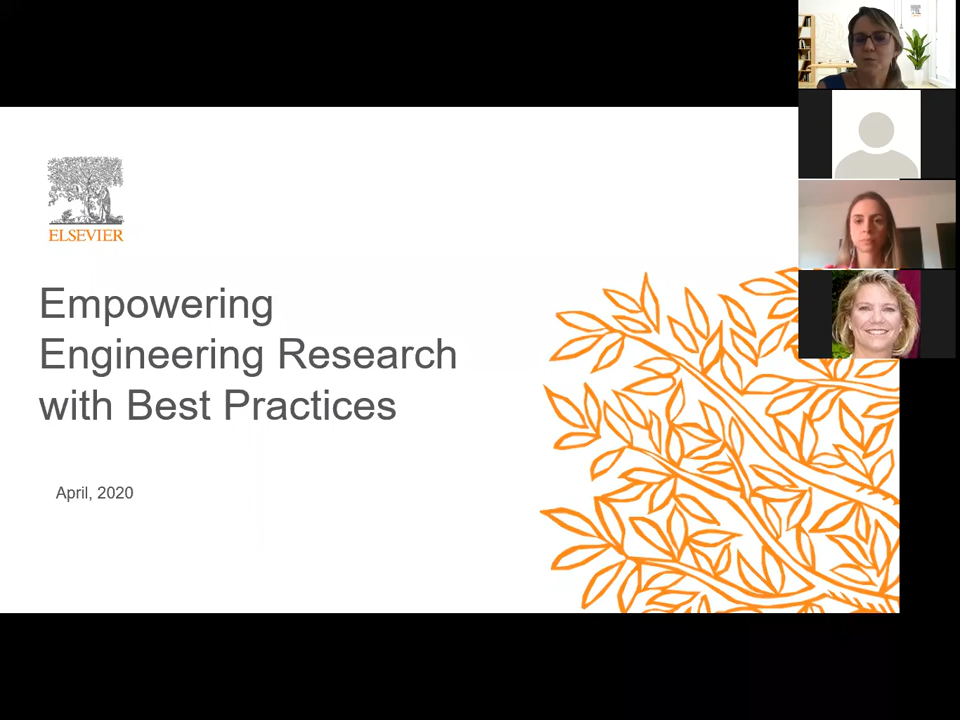 ELSEVIER
Empowering
Engineering Research
with Best Practices
April, 2020